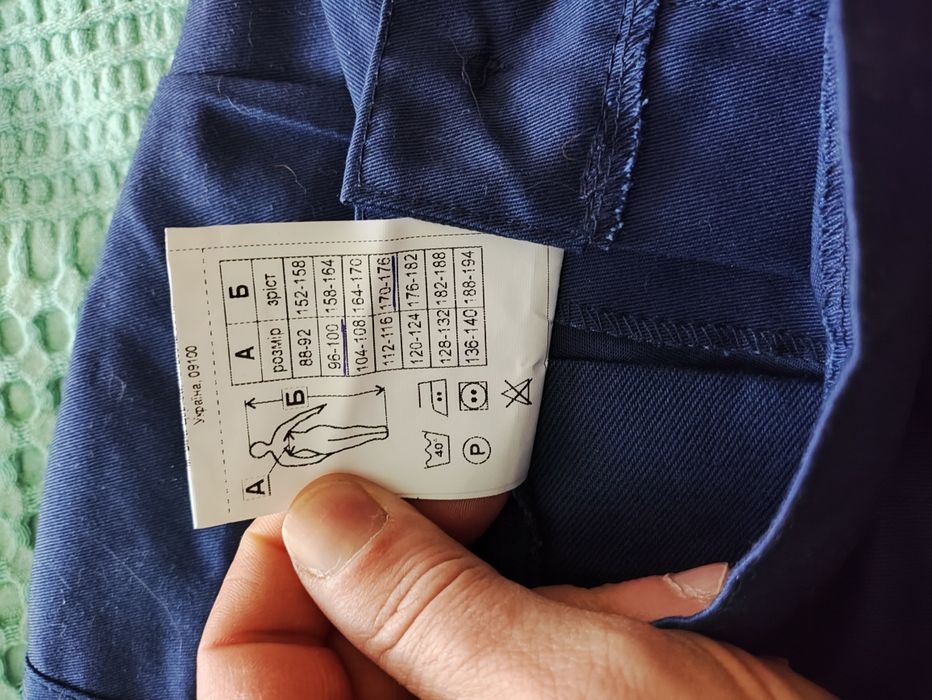 Україна, 09100
А Б
розмір зріст
88-92 152-158
96-100 158-164
104-108 164-170
112-116 170-176
120-124 176-182
128-132 182-188
136-140 188-194
Б
А
40°
P